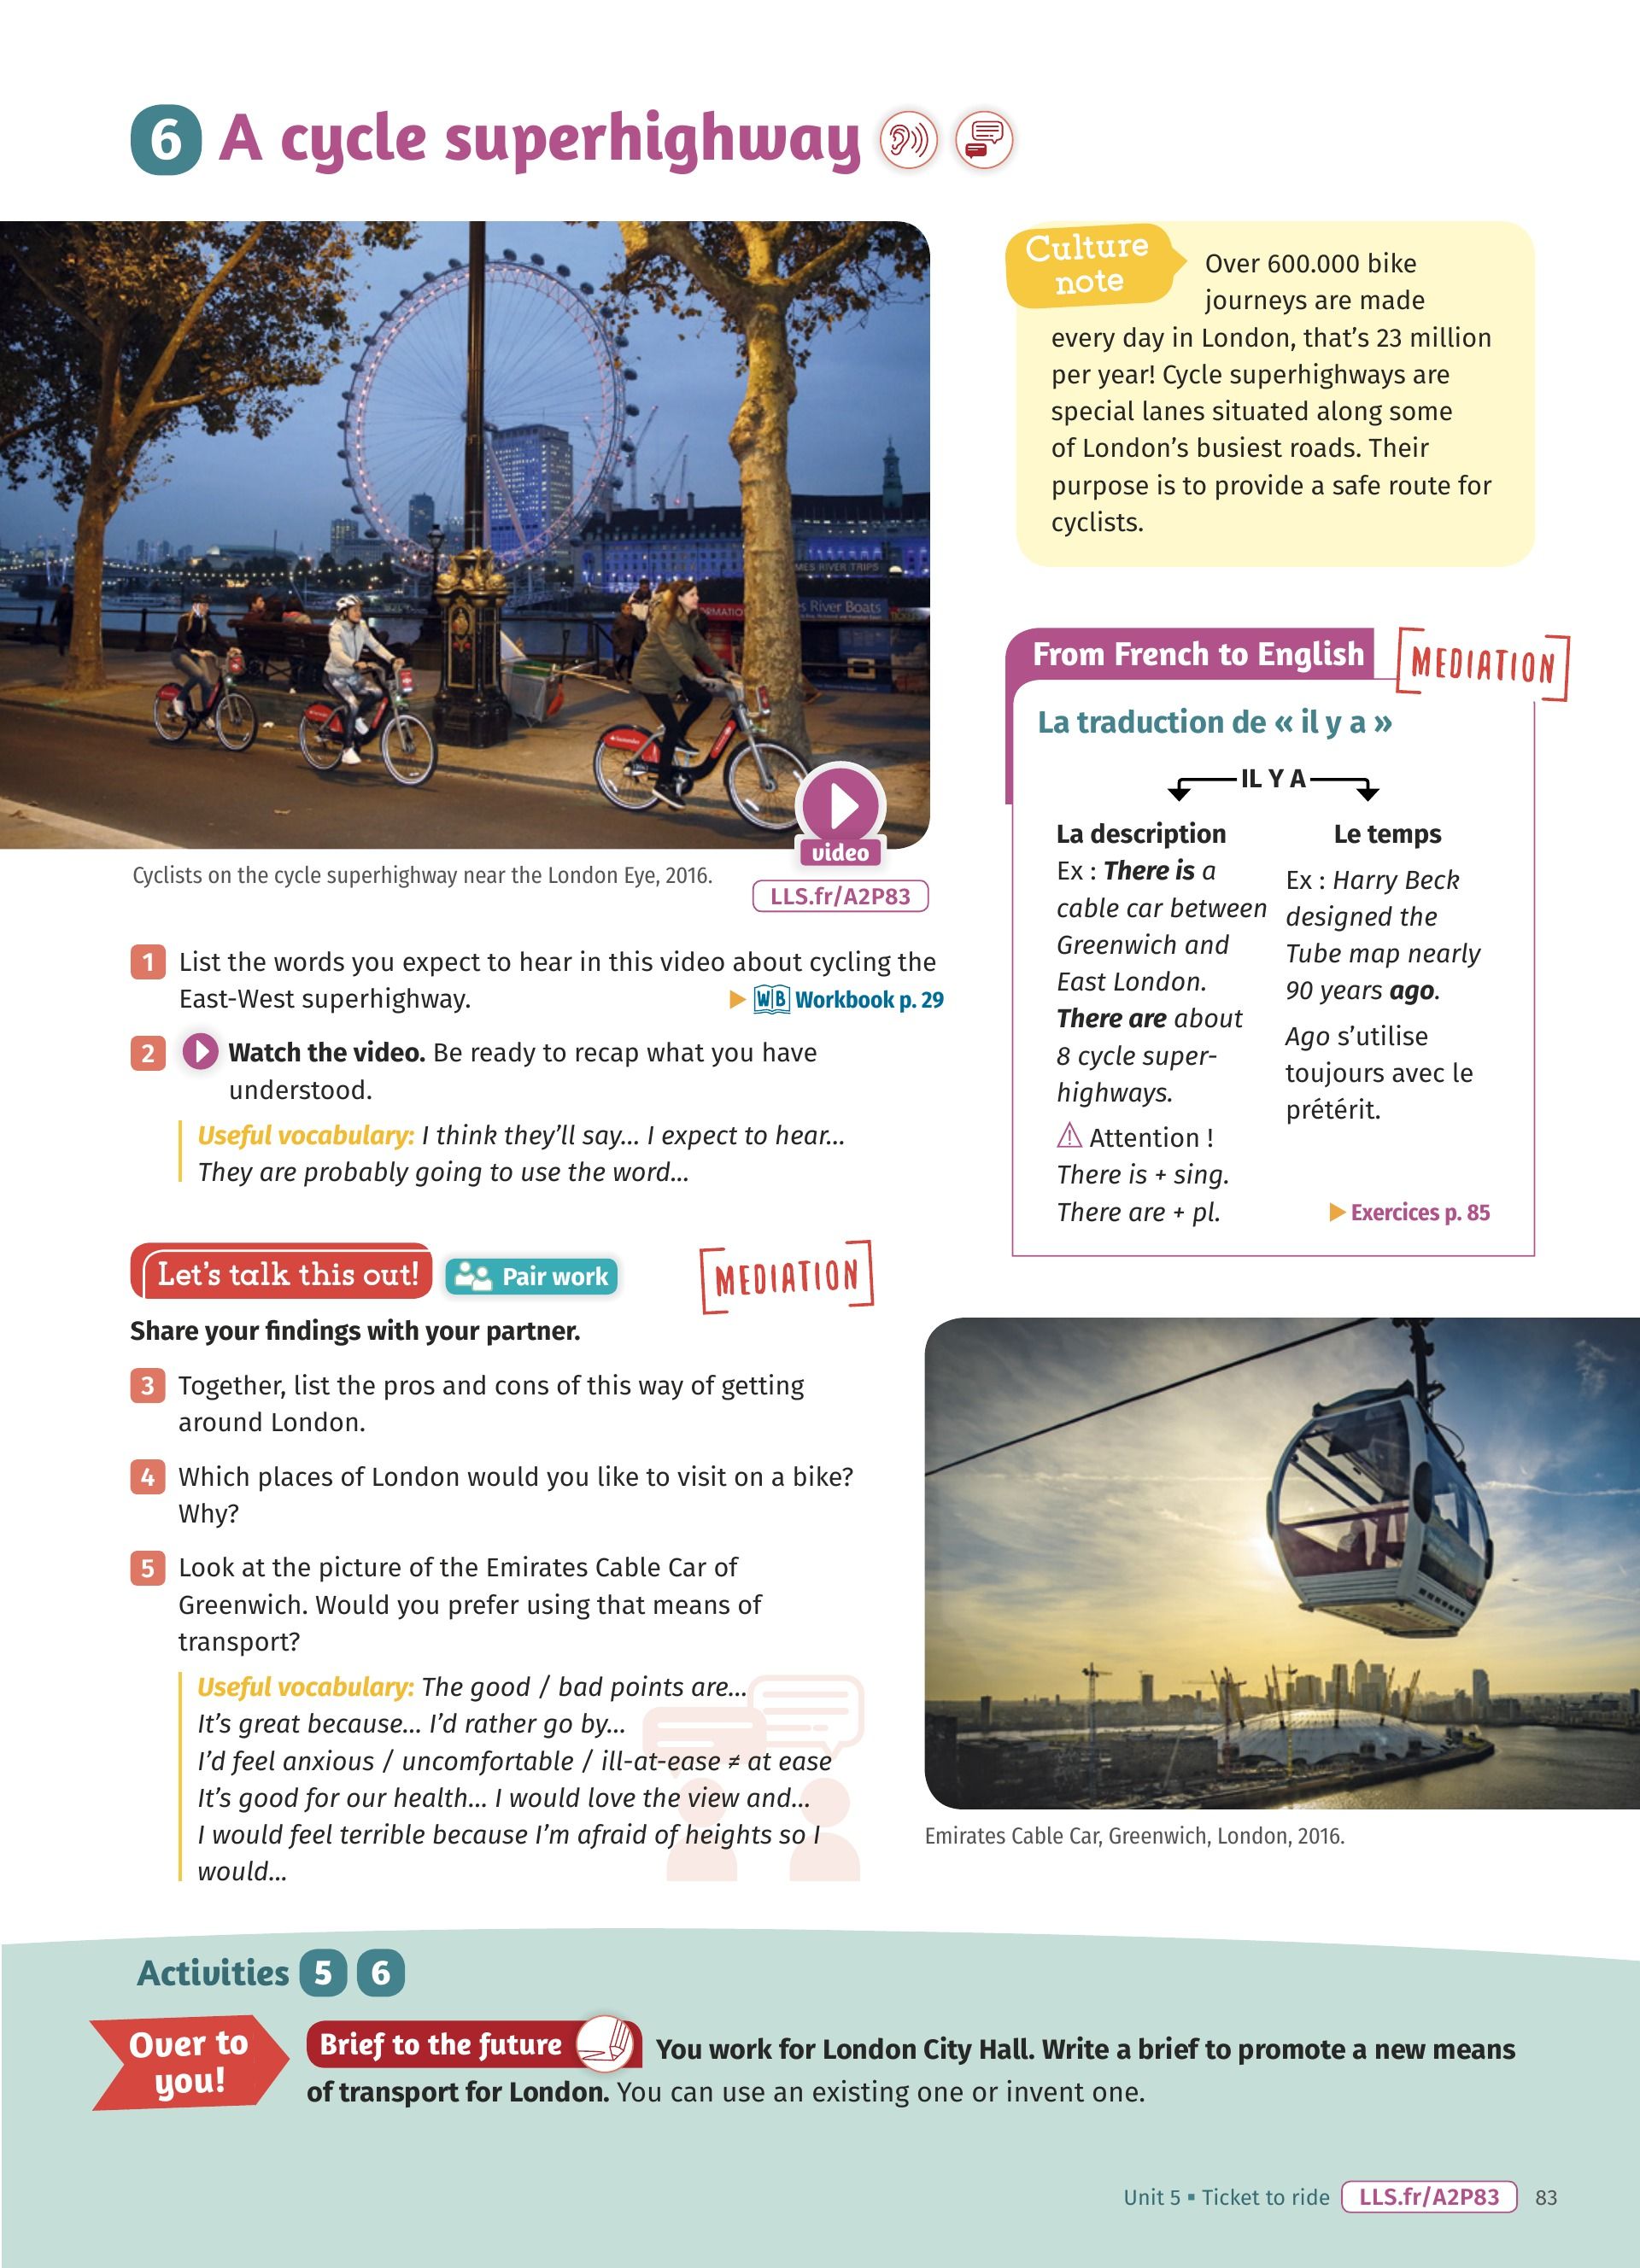 6 A cycle superhighway
MES RIVER TRIPS
s River Boats
Santander
video
Cyclists on the cycle superhighway near the London Eye, 2016.
LLS.fr/A2P83
1 List the words you expect to hear in this video about cycling the
East-West superhighway.
WB Workbook p. 29
2 Watch the video. Be ready to recap what you have
understood.
Useful vocabulary: I think they’ll say... I expect to hear...
They are probably going to use the word...
Culture
note
Over 600.000 bike
journeys are made
every day in London, that’s 23 million
per year! Cycle superhighways are
special lanes situated along some
of London’s busiest roads. Their
purpose is to provide a safe route for
cyclists.
From French to English
MEDIATION
La traduction de « il y a »
IL Y A
La description
Ex : There is a
cable car between
Greenwich and
East London.
There are about
8 cycle super-
highways.
Attention !
There is + sing.
There are + pl.
Le temps
Ex : Harry Beck
designed the
Tube map nearly
90 years ago.
Ago s’utilise
toujours avec le
prétérit.
Exercices p. 85
Let’s talk this out!
Pair work
MEDIATION
Share your findings with your partner.
3 Together, list the pros and cons of this way of getting
around London.
4 Which places of London would you like to visit on a bike?
Why?
5 Look at the picture of the Emirates Cable Car of
Greenwich. Would you prefer using that means of
transport?
Useful vocabulary: The good / bad points are...
It’s great because... I’d rather go by...
I’d feel anxious / uncomfortable / ill-at-ease ≠ at ease
It’s good for our health... I would love the view and...
I would feel terrible because I’m afraid of heights so I
would...
Emirates Cable Car, Greenwich, London, 2016.
Activities 5 6
Over to
you!
Brief to the future You work for London City Hall. Write a brief to promote a new means
of transport for London. You can use an existing one or invent one.
Unit 5 ▪ Ticket to ride LLS.fr/A2P83 83